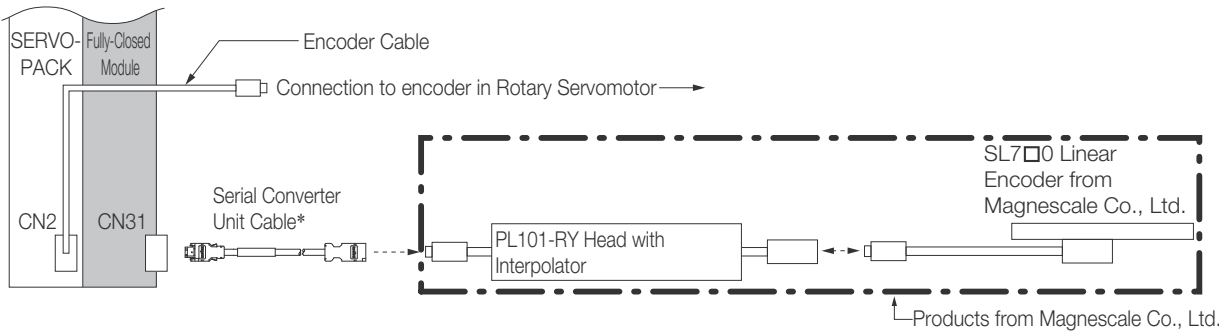 SERVO-
PACK
Fully-Closed
Module
Encoder Cable
Connection to encoder in Rotary Servomotor
CN2
CN31
Serial Converter
Unit Cable*
PL101-RY Head with
Interpolator
SL7□0 Linear
Encoder from
Magnescale Co., Ltd.
Products from Magnescale Co., Ltd.